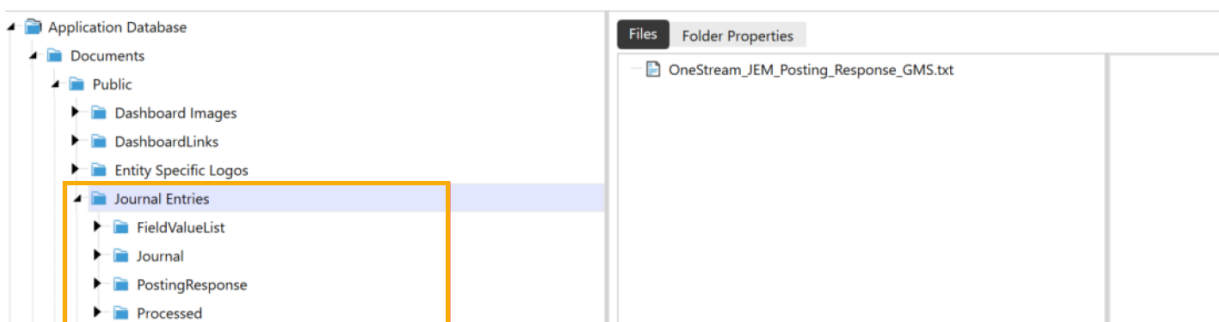 Application Database
Documents
Public
Dashboard Images
DashboardLinks
Entity Specific Logos
Journal Entries
FieldValueList
Journal
PostingResponse
Processed
Files Folder Properties
OneStream_JEM_Posting_Response_GMS.txt